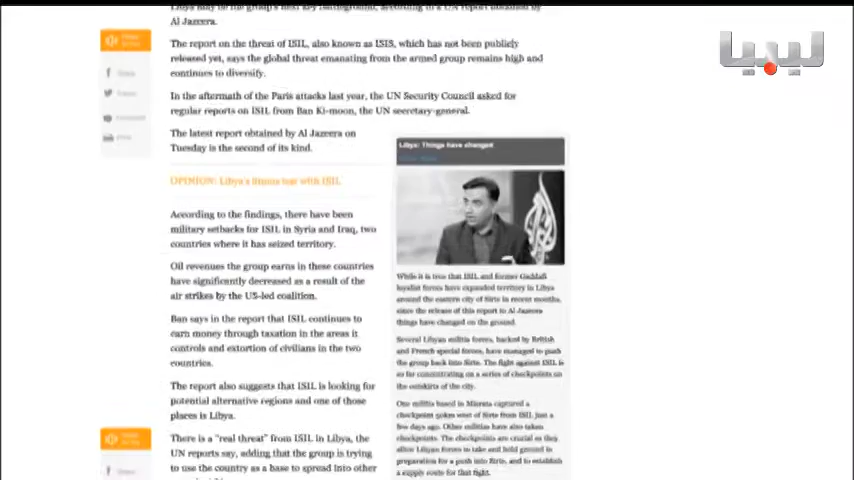 Libya may be the group's next key battleground, according to a UN report obtained by
Al Jazeera.
The report on the threat of ISIL, also known as ISIS, which has not been publicly
released yet, says the global threat emanating from the armed group remains high and
continues to diversify.
In the aftermath of the Paris attacks last year, the UN Security Council asked for
regular reports on ISIL from Ban Ki-moon, the UN secretary-general.
The latest report obtained by Al Jazeera on
Tuesday is the second of its kind.
OPINION: Libya's litmus test with ISIL
According to the findings, there have been
military setbacks for ISIL in Syria and Iraq, two
countries where it has seized territory.
Oil revenues the group earns in these countries
have significantly decreased as a result of the
air strikes by the US-led coalition.
Ban says in the report that ISIL continues to
earn money through taxation in the areas it
controls and extortion of civilians in the two
countries.
The report also suggests that ISIL is looking for
potential alternative regions and one of those
places is Libya.
There is a "real threat" from ISIL in Libya, the
UN reports say, adding that the group is trying
to use the country as a base to spread into other
Libya: Things have changed
While it is true that ISIL and former Gaddafi
loyalist forces have expanded territory in Libya
around the eastern city of Sirte in recent months,
since the release of this report to Al Jazeera
things have changed on the ground.
Several Libyan militia forces, backed by British
and French special forces, have managed to push
the group back into Sirte. The fight against ISIL is
so far concentrating on a series of checkpoints on
the outskirts of the city.
One militia based in Misrata captured a
checkpoint 90km west of Sirte from ISIL just a
few days ago. Other militias have also taken
checkpoints. The checkpoints are crucial as they
allow Libyan forces to take and hold ground in
preparation for a push into Sirte, and to establish
a supply route for that fight.
ليبيا